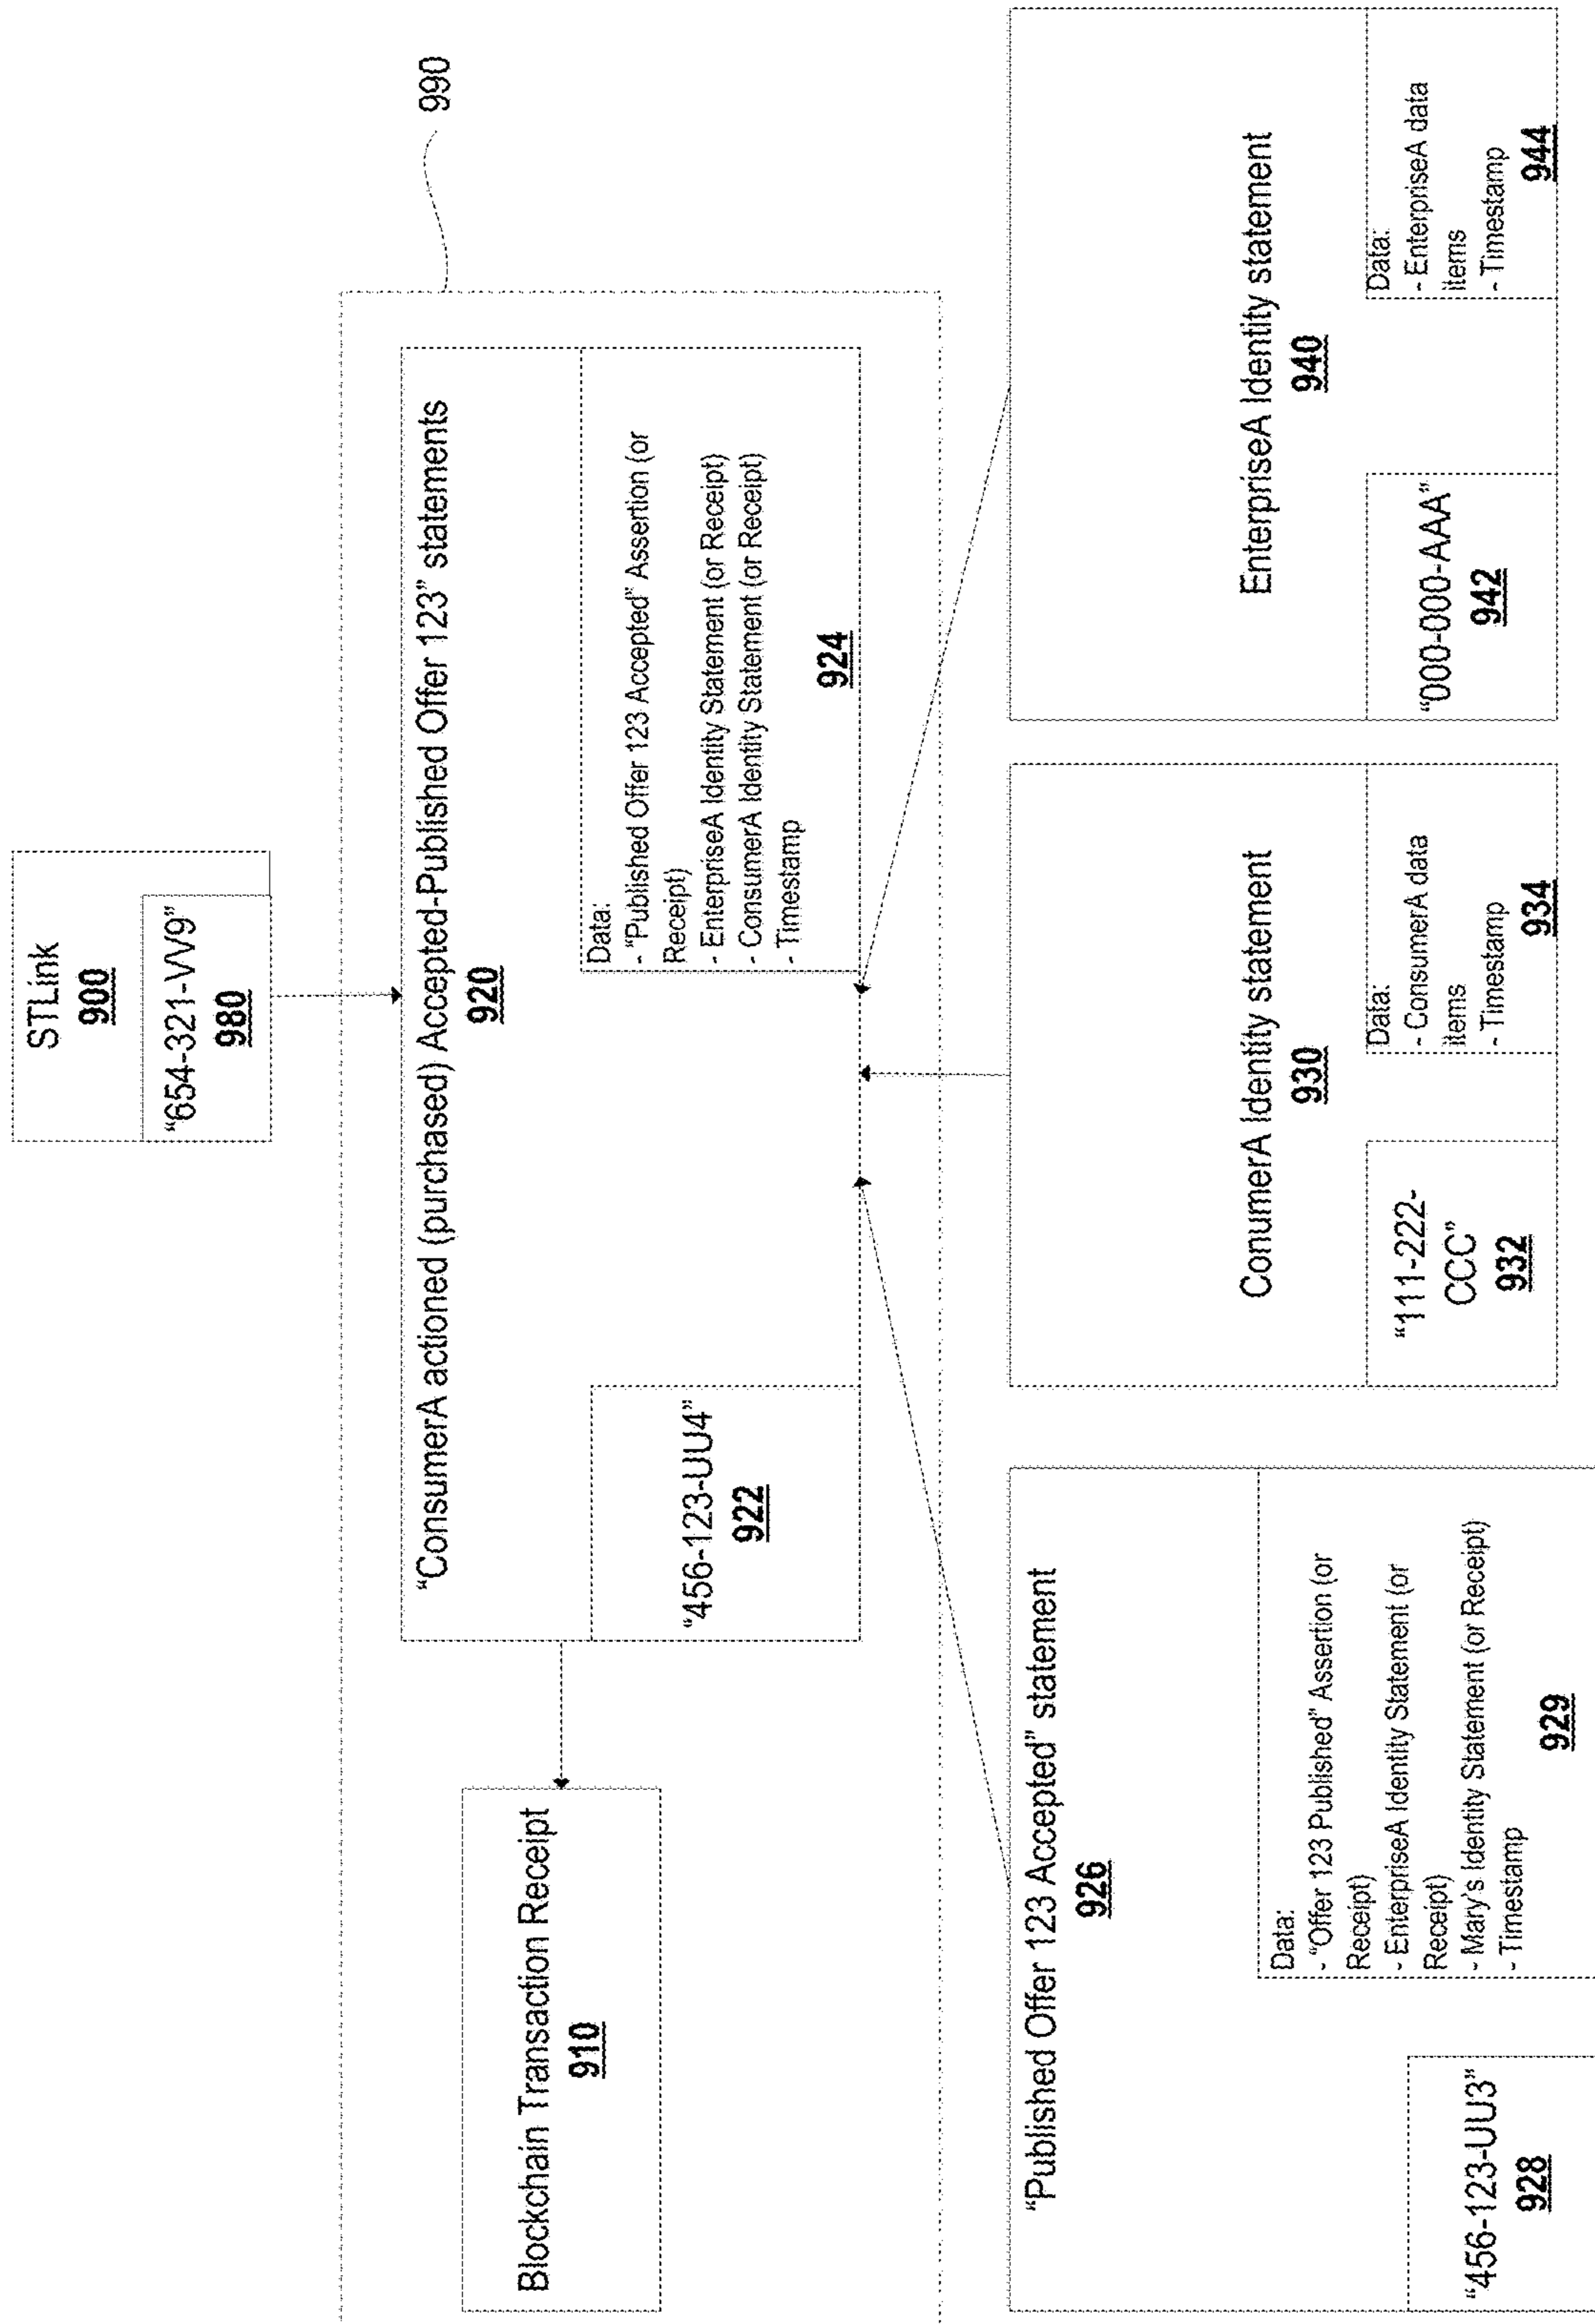 STLink
900
“654-321-VV9”
980
990
“ConsumerA actioned (purchased) Accepted-Published Offer 123” statements
920
“456-123-UU4”
922
Data:
- “Published Offer 123 Accepted” Assertion (or
Receipt)
- EnterpriseA Identity Statement (or Receipt)
- ConsumerA Identity Statement (or Receipt)
- Timestamp
924
Blockchain Transaction Receipt
910
“Published Offer 123 Accepted” statement
926
“456-123-UU3”
928
Data:
- “Offer 123 Published” Assertion (or
Receipt)
- EnterpriseA Identity Statement (or
Receipt)
- Mary’s Identity Statement (or Receipt)
- Timestamp
929
ConumerA Identity statement
930
“111-222-
CCC”
932
Data:
- ConsumerA data
items
- Timestamp
934
EnterpriseA Identity statement
940
“000-000-AAA”
942
Data:
- EnterpriseA data
items
- Timestamp
944